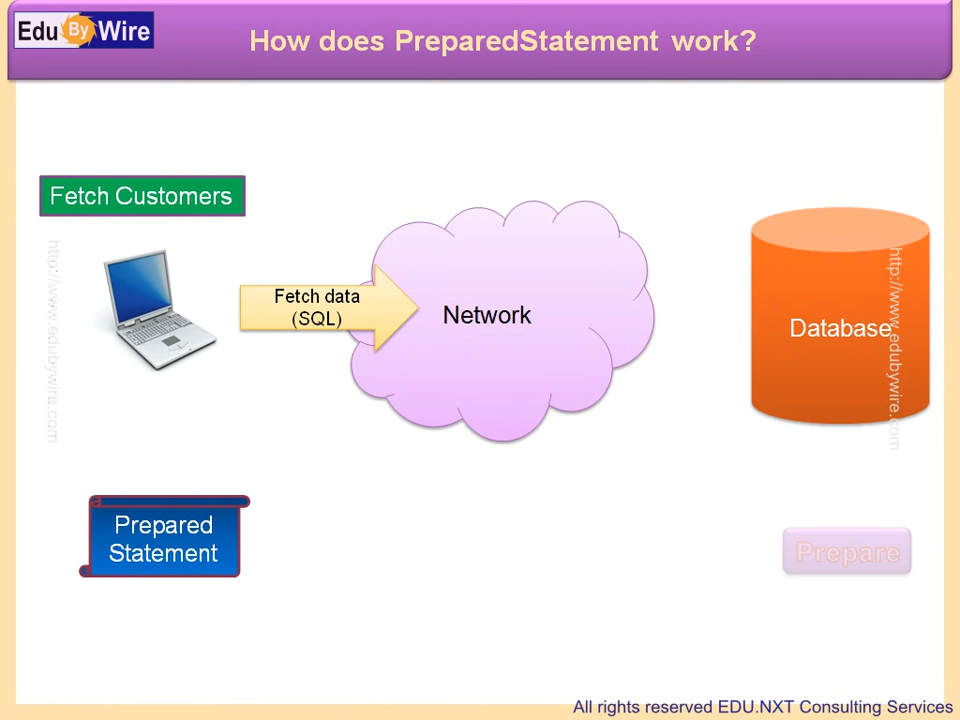 Edu By Wire
How does PreparedStatement work?
Fetch Customers
Fetch data
(SQL)
Network
Database
http://www.edubywire.com
http://www.edubywire.com
Prepared
Statement
Prepare
All rights reserved EDU.NXT Consulting Services